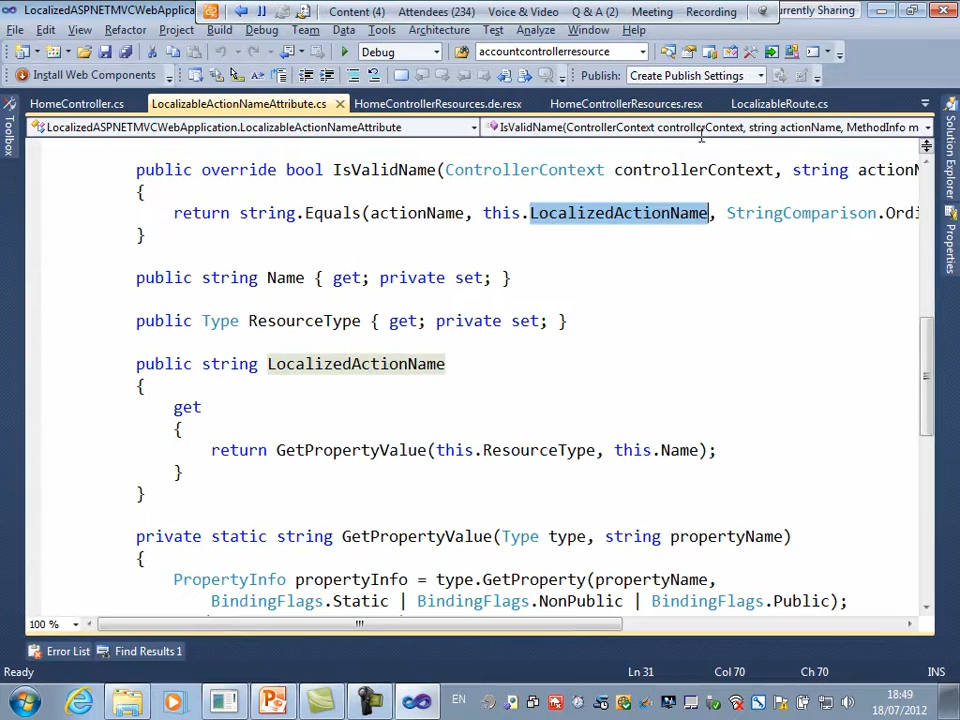 LocalizedASPNETMVCWebApplica
Content (4) Attendees (234) Voice & Video Q & A (2) Meeting Recording
urrently Sharing
File Edit View Refactor Project Build Debug Team Data Tools Architecture Test Analyze Window Help
Debug accountcontrollerresource
Install Web Components Publish: Create Publish Settings
HomeController.cs LocalizableActionNameAttribute.cs HomeControllerResources.de.resx HomeControllerResources.resx LocalizableRoute.cs
LocalizedASPNETMVCWebApplication.LocalizableActionNameAttribute IsValidName(ControllerContext controllerContext, string actionName, MethodInfo m
Toolbox
Solution Explorer
Properties
public override bool IsValidName(ControllerContext controllerContext, string actionN
{
return string.Equals(actionName, this.LocalizedActionName, StringComparison.Ordi
}
public string Name { get; private set; }
public Type ResourceType { get; private set; }
public string LocalizedActionName
{
get
{
return GetPropertyValue(this.ResourceType, this.Name);
}
}
private static string GetPropertyValue(Type type, string propertyName)
{
PropertyInfo propertyInfo = type.GetProperty(propertyName,
BindingFlags.Static | BindingFlags.NonPublic | BindingFlags.Public);
100 %
Error List Find Results 1
Ready Ln 31 Col 70 Ch 70 INS
EN
18:49
18/07/2012